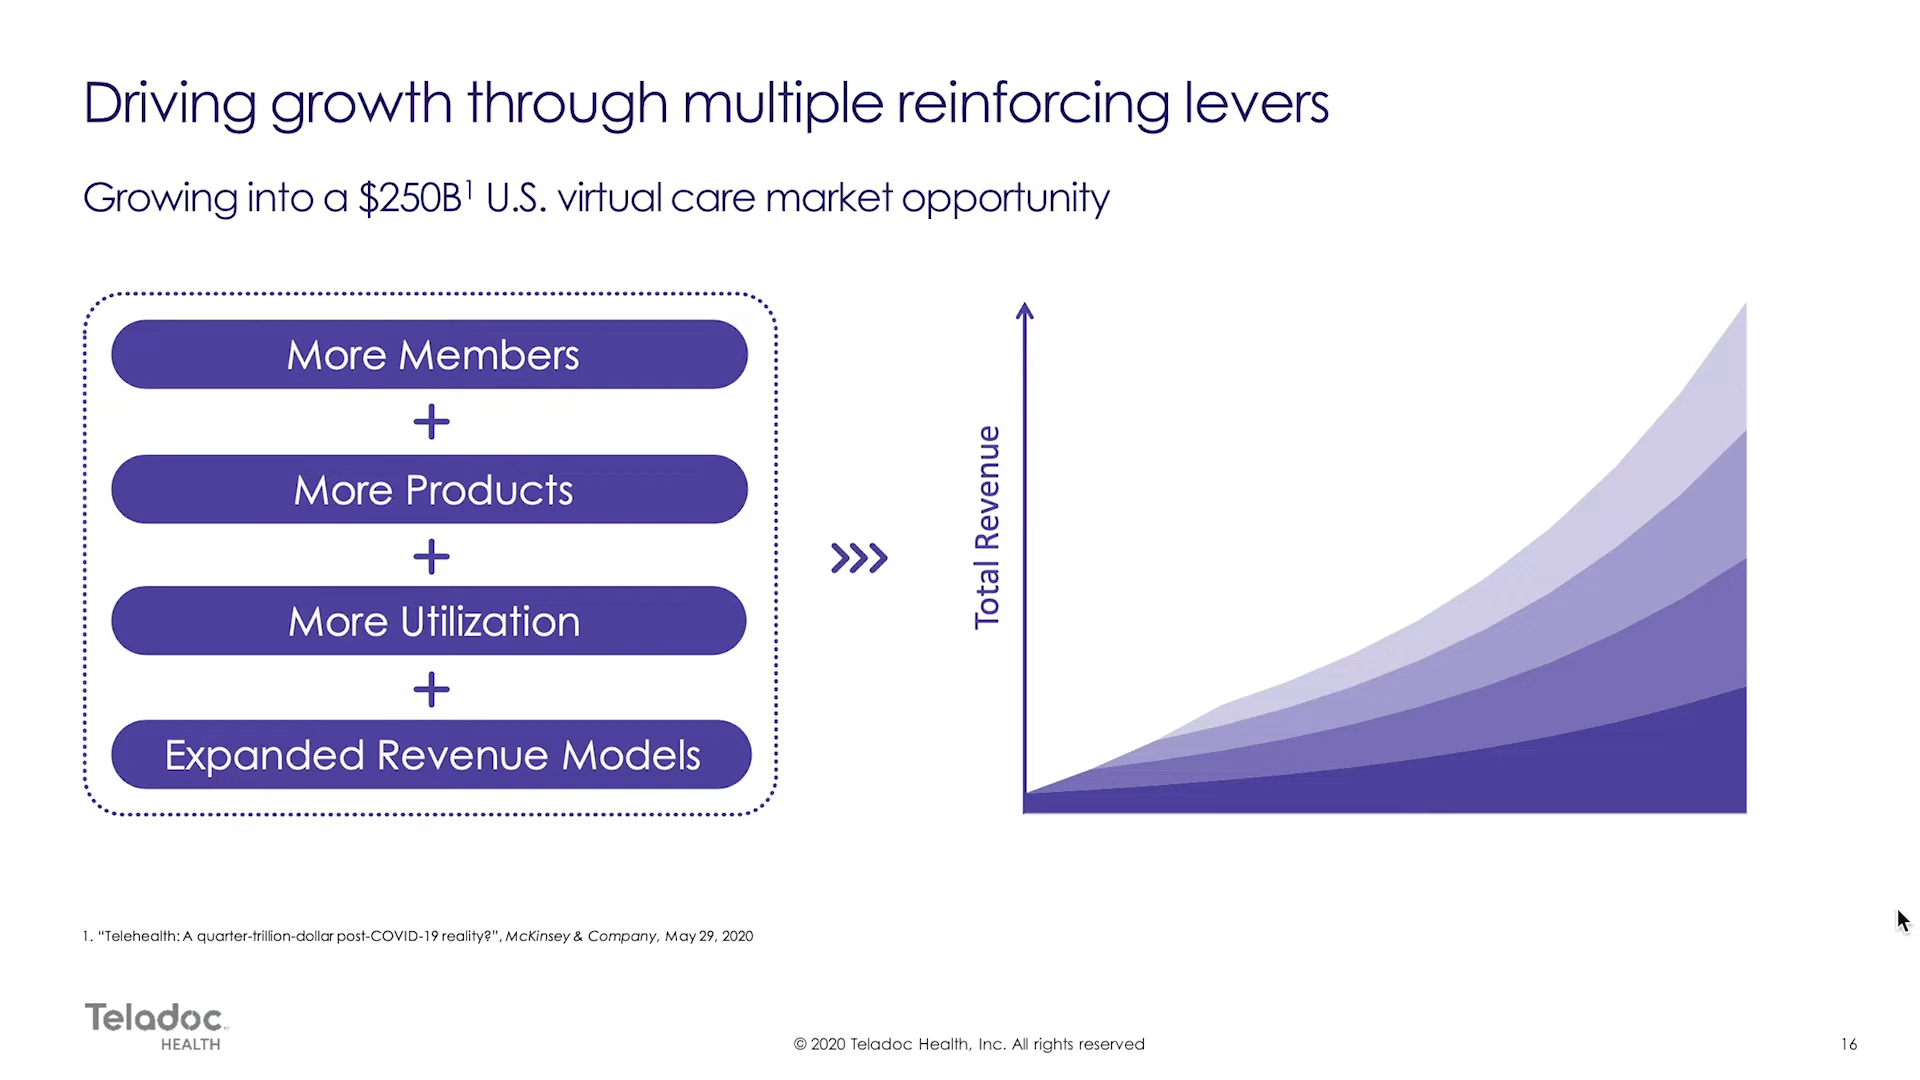 Driving growth through multiple reinforcing levers
Growing into a $250B¹ U.S. virtual care market opportunity
More Members
+
More Products
+
More Utilization
+
Expanded Revenue Models
Total Revenue
1. “Telehealth: A quarter-trillion-dollar post-COVID-19 reality?”, McKinsey & Company, May 29, 2020
Teladoc
HEALTH
© 2020 Teladoc Health, Inc. All rights reserved
16